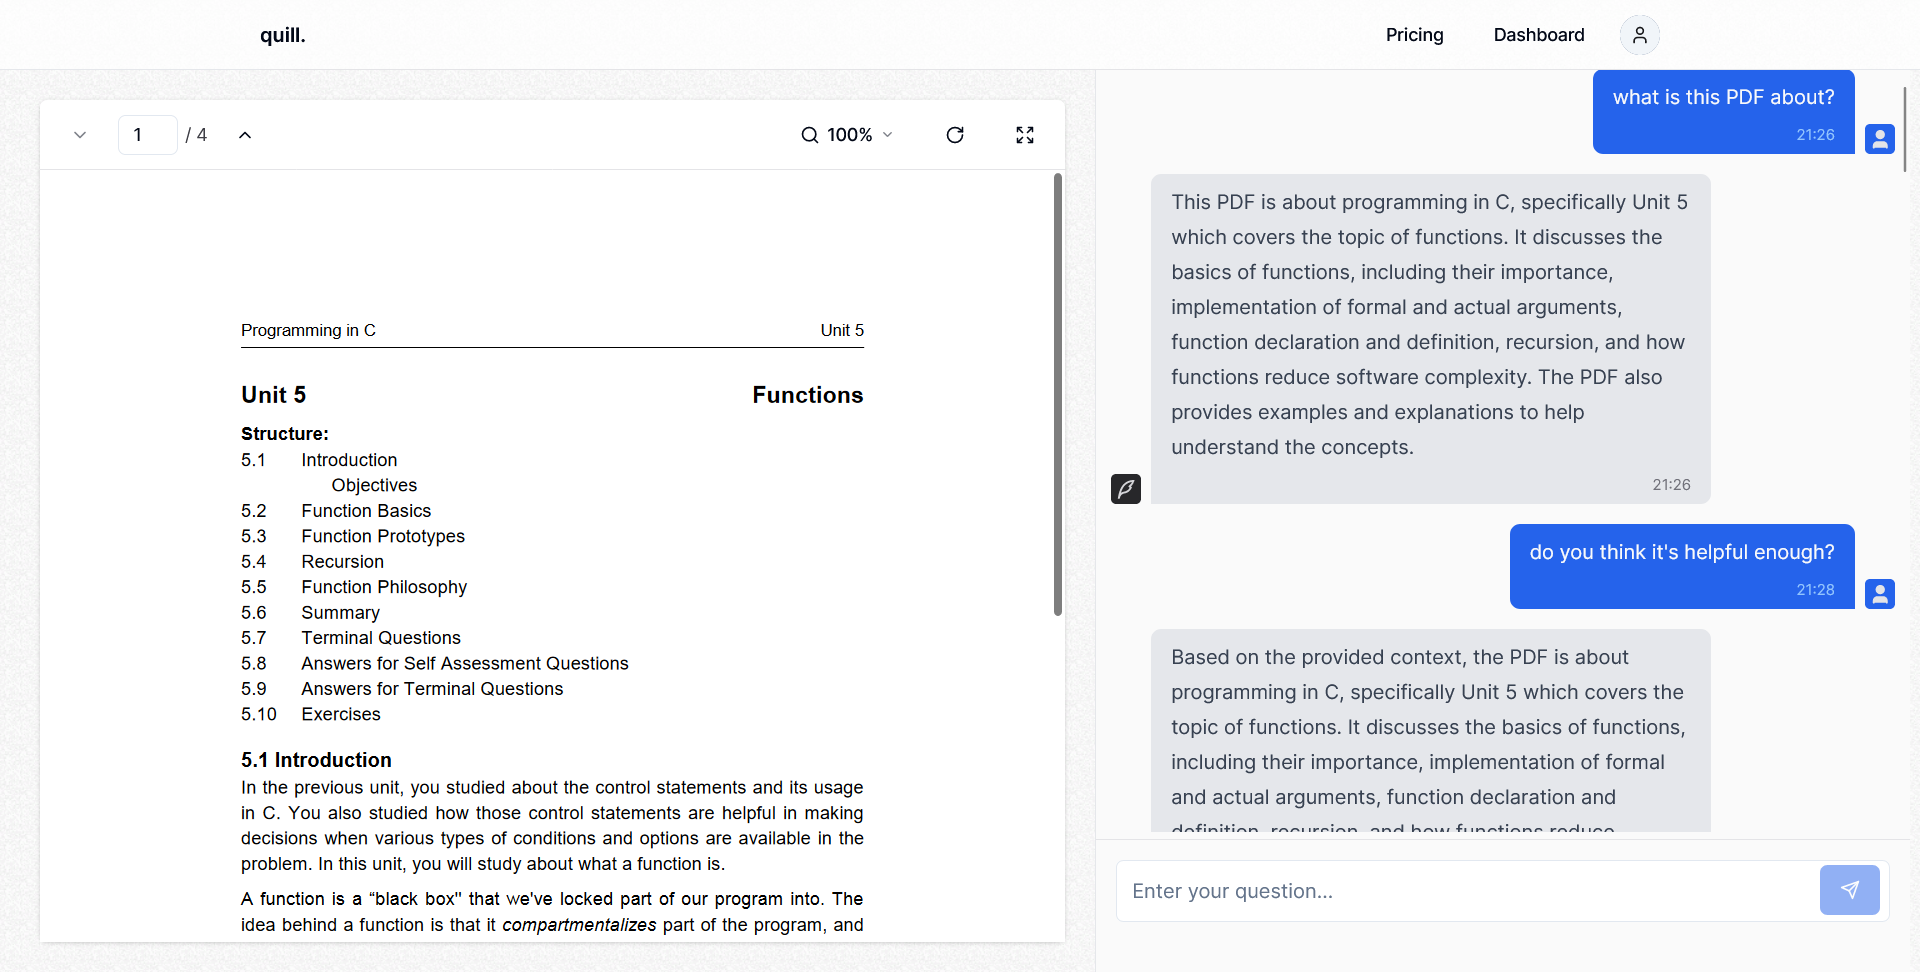 quill.
Pricing
Dashboard
1 / 4
100%
Programming in C Unit 5
Unit 5 Functions
Structure:
5.1 Introduction
Objectives
5.2 Function Basics
5.3 Function Prototypes
5.4 Recursion
5.5 Function Philosophy
5.6 Summary
5.7 Terminal Questions
5.8 Answers for Self Assessment Questions
5.9 Answers for Terminal Questions
5.10 Exercises
5.1 Introduction
In the previous unit, you studied about the control statements and its usage
in C. You also studied how those control statements are helpful in making
decisions when various types of conditions and options are available in the
problem. In this unit, you will study about what a function is.
A function is a “black box" that we've locked part of our program into. The
idea behind a function is that it compartmentalizes part of the program, and
what is this PDF about?
21:26
This PDF is about programming in C, specifically Unit 5
which covers the topic of functions. It discusses the
basics of functions, including their importance,
implementation of formal and actual arguments,
function declaration and definition, recursion, and how
functions reduce software complexity. The PDF also
provides examples and explanations to help
understand the concepts.
21:26
do you think it's helpful enough?
21:28
Based on the provided context, the PDF is about
programming in C, specifically Unit 5 which covers the
topic of functions. It discusses the basics of functions,
including their importance, implementation of formal
and actual arguments, function declaration and
definition, recursion, and how functions reduce
Enter your question...